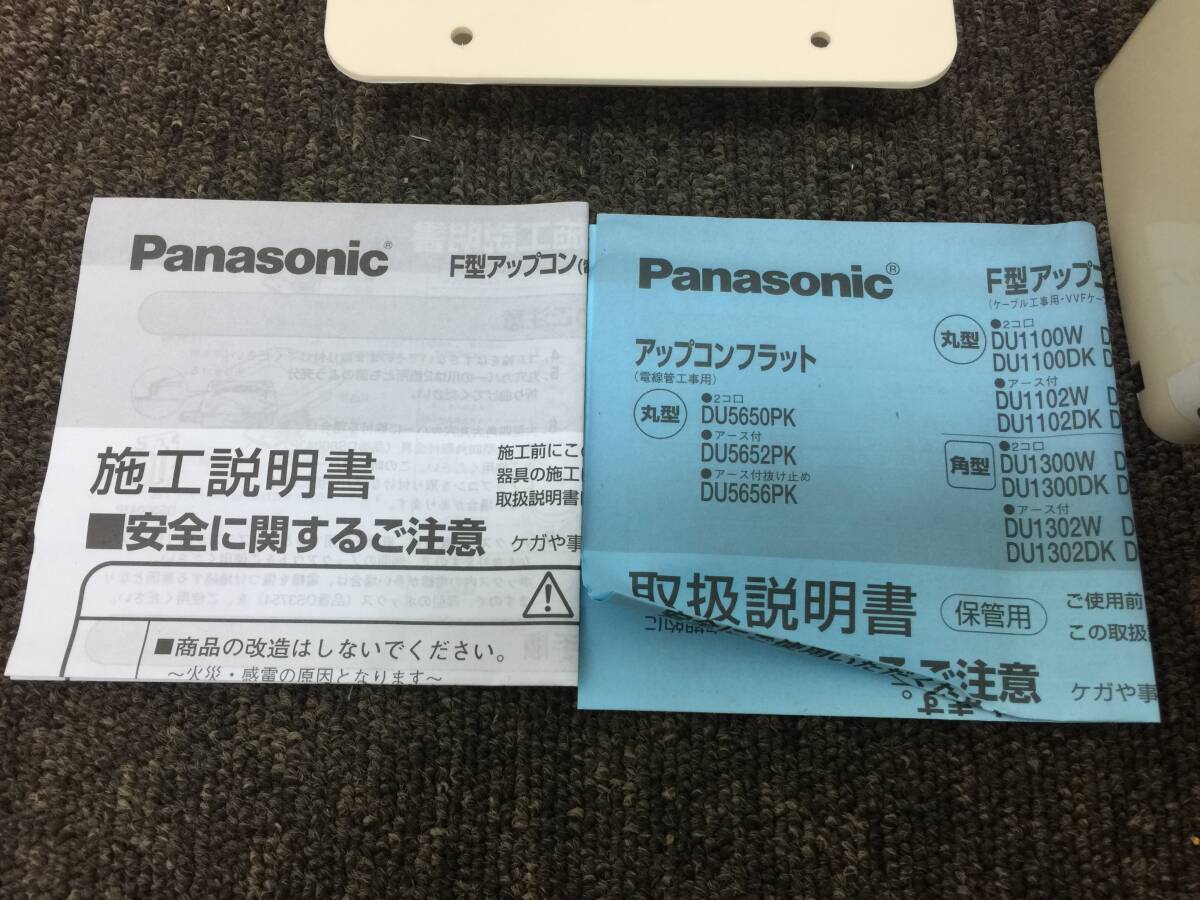 Panasonic®
F型アップコン
施工説明書
施工前にこ
器具の施工
取扱説明書
■安全に関するご注意 ケガや事
■商品の改造はしないでください。
～火災・感電の原因となります～
Panasonic®
アップコンフラット
(電線管工事用)
丸型
●2コ口
DU5650PK
●アース付
DU5652PK
●アース付抜け止め
DU5656PK
F型アップコ
(ケーブル工事用・VVFケー
丸型
●2コ口
DU1100W D
DU1100DK D
●アース付
DU1102W D
DU1102DK D
角型
●2コ口
DU1300W D
DU1300DK D
●アース付
DU1302W D
DU1302DK D
取扱説明書 保管用
ご使用前
この取扱
ご注意 ケガや事